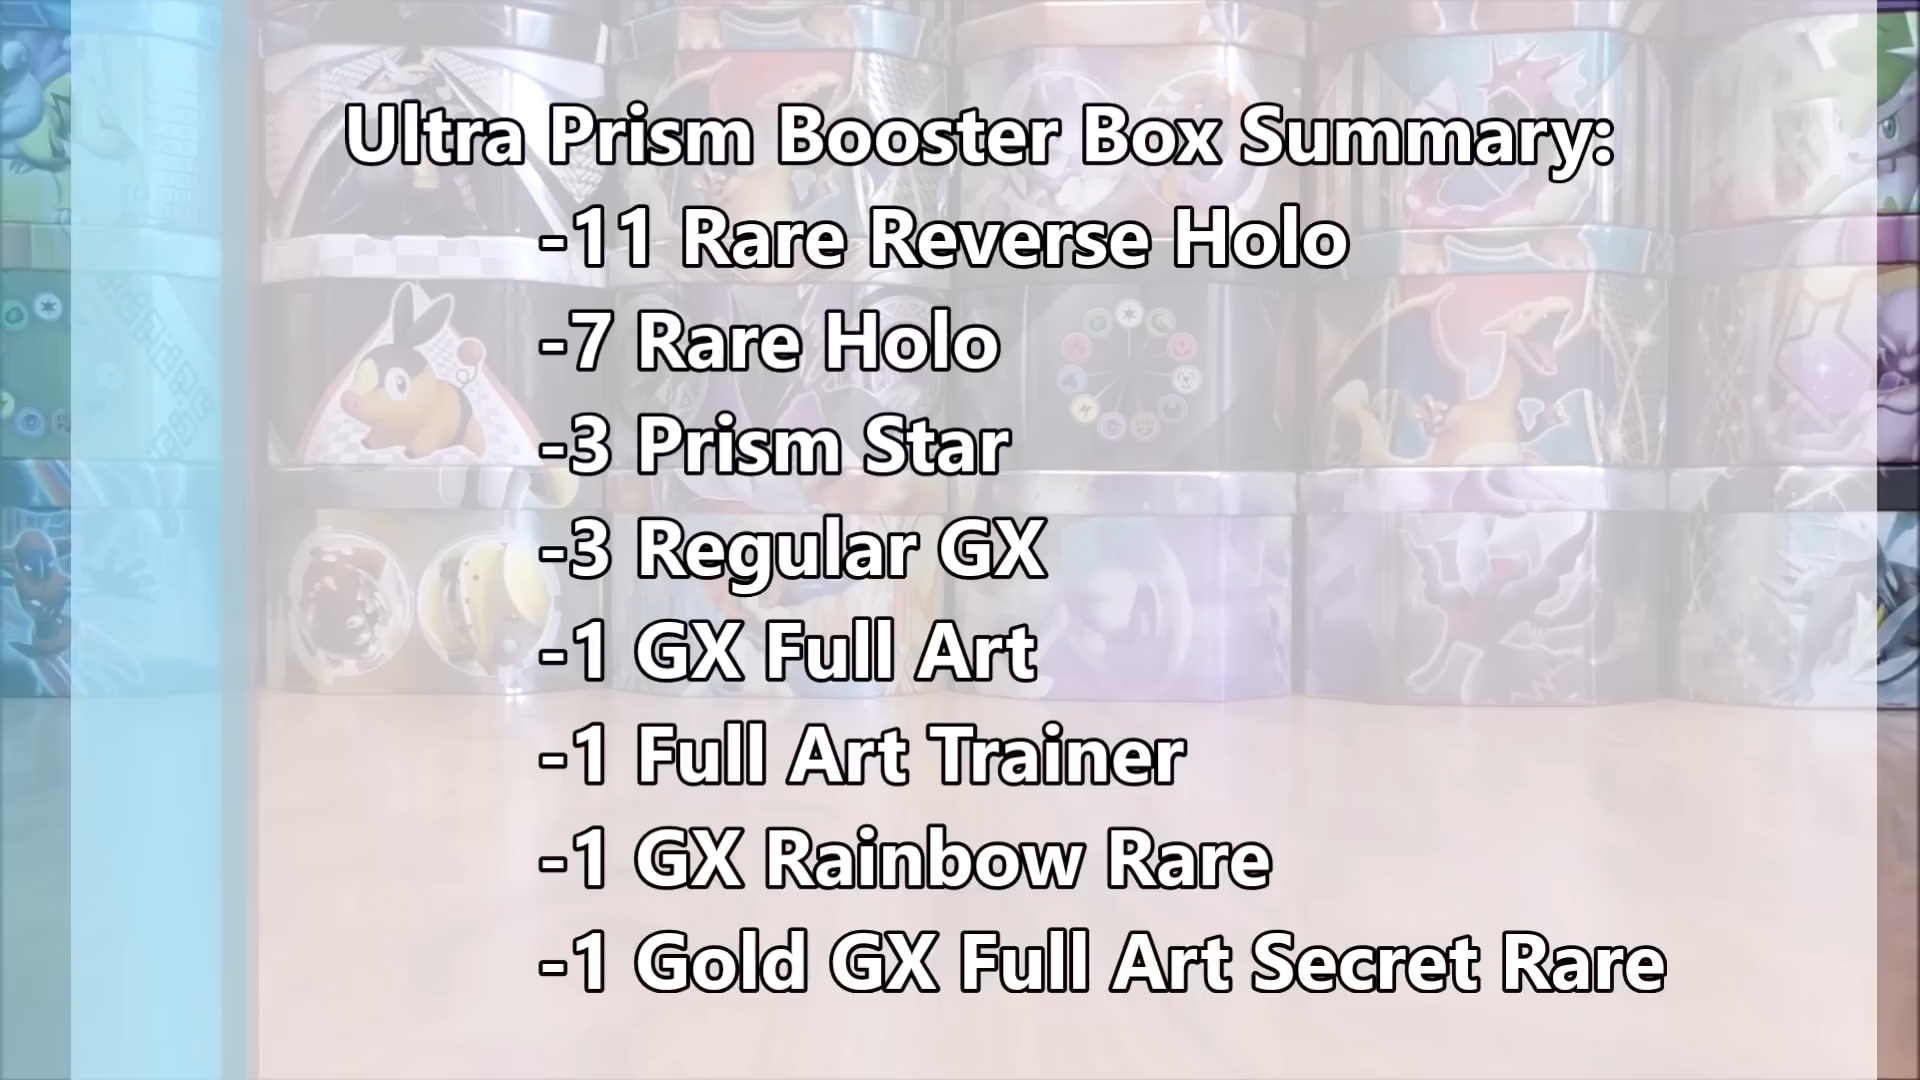 Ultra Prism Booster Box Summary:
-11 Rare Reverse Holo
-7 Rare Holo
-3 Prism Star
-3 Regular GX
-1 GX Full Art
-1 Full Art Trainer
-1 GX Rainbow Rare
-1 Gold GX Full Art Secret Rare